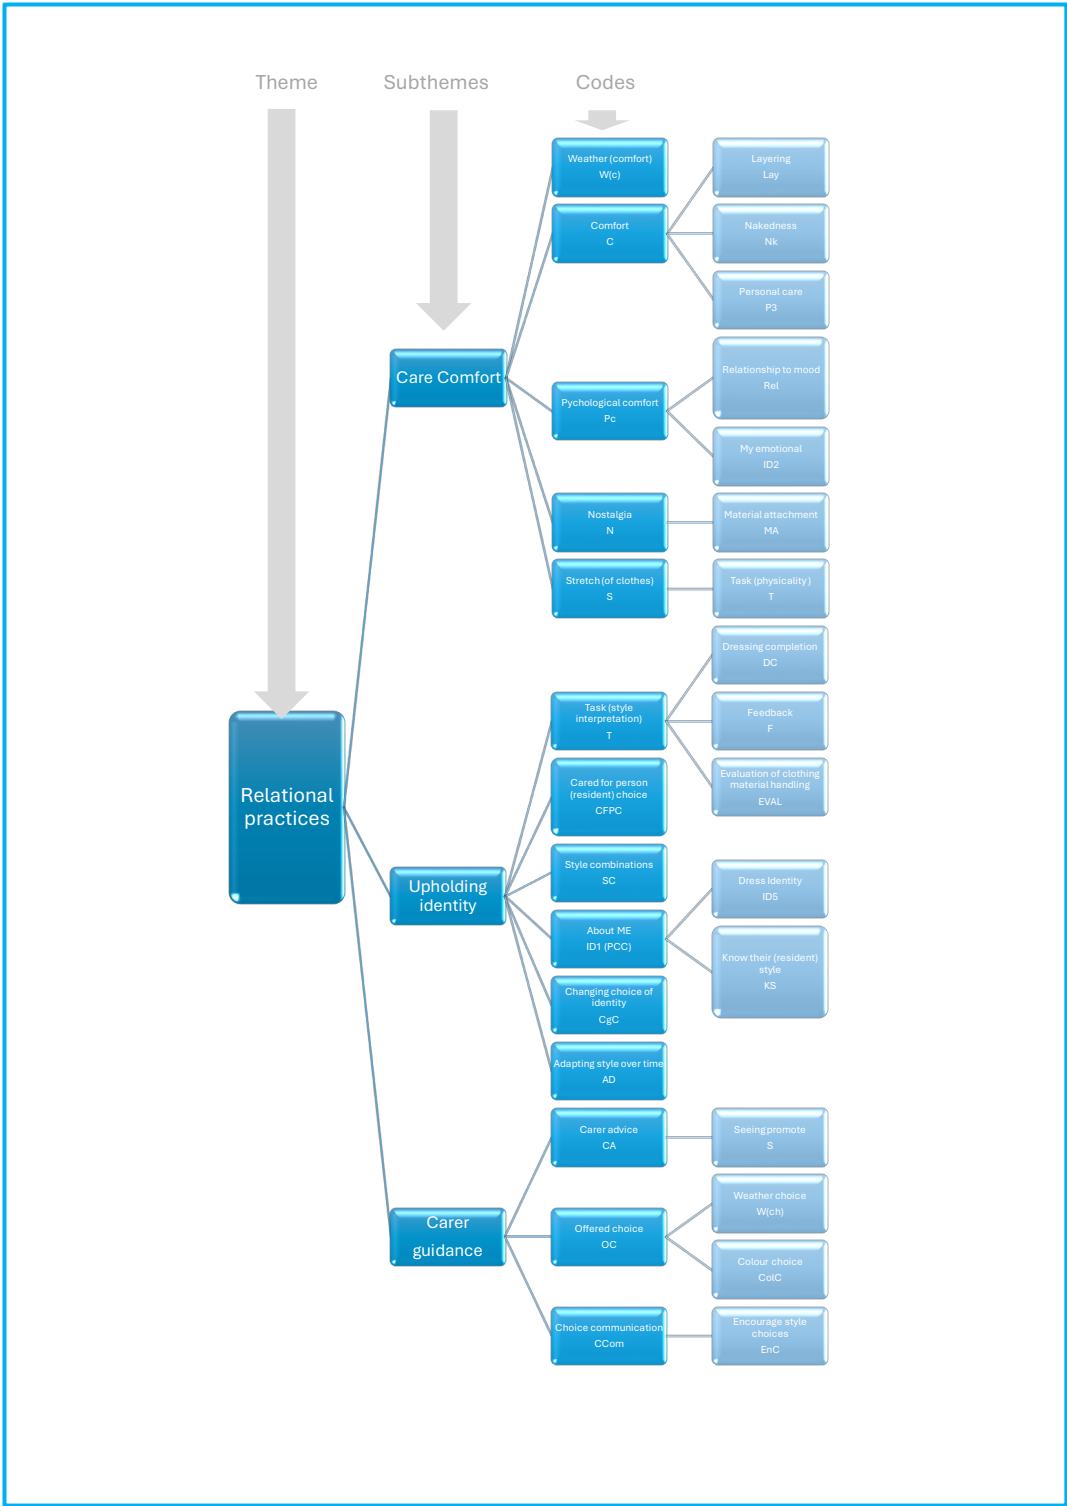 Theme
Subthemes
Codes
Weather (comfort)
W(c)
Layering
Lay
Comfort
C
Nakedness
Nk
Personal care
P3
Care Comfort
Pychological comfort
Pc
Relationship to mood
Rel
My emotional
ID2
Nostalgia
N
Material attachment
MA
Stretch (of clothes)
S
Task (physicality)
T
Relational
practices
Upholding
identity
Task (style
interpretation)
T
Dressing completion
DC
Feedback
F
Evaluation of clothing
material handling
EVAL
Cared for person
(resident) choice
CFPC
Style combinations
SC
About ME
ID1 (PCC)
Dress Identity
ID5
Know their (resident)
style
KS
Changing choice of
identity
CgC
Adapting style over time
AD
Carer
guidance
Carer advice
CA
Seeing promote
S
Offered choice
OC
Weather choice
W(ch)
Colour choice
ColC
Choice communication
CCom
Encourage style
choices
EnC